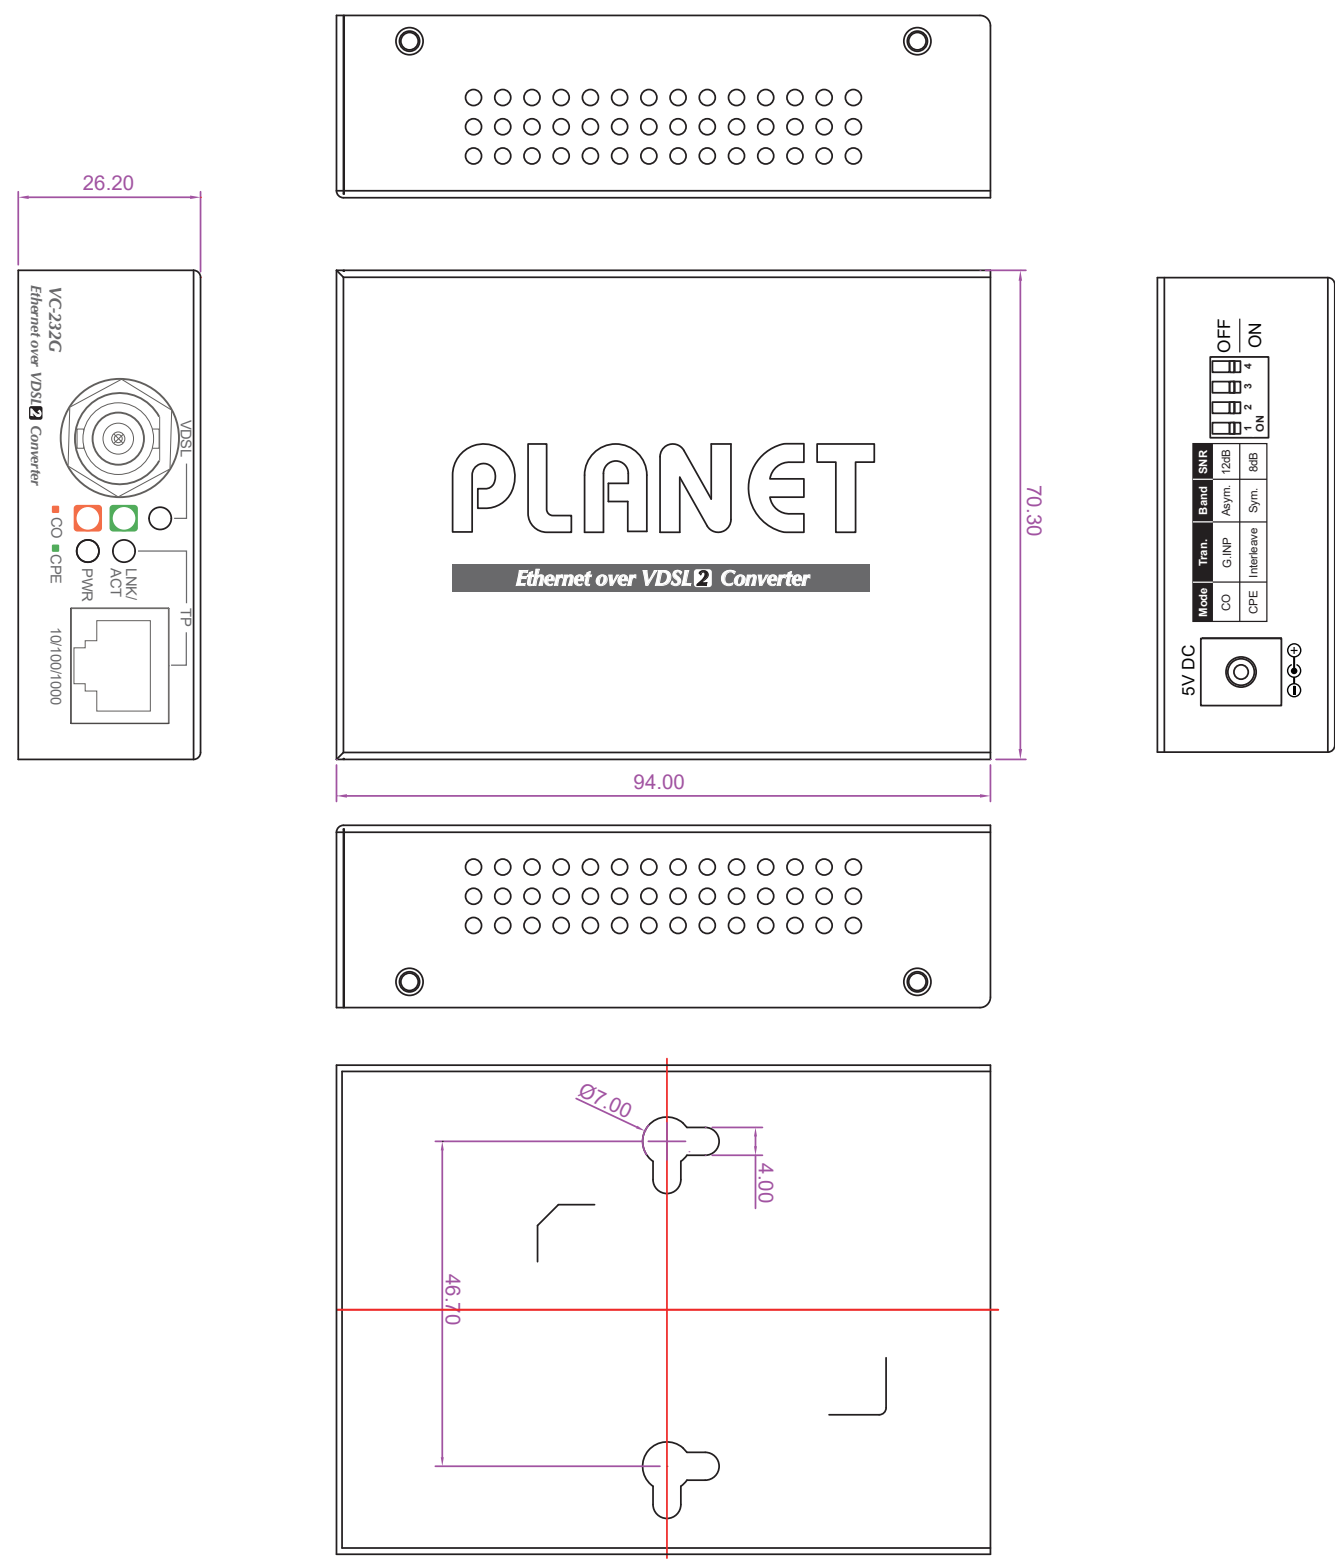 26.20
VC-232G
Ethernet over VDSL2 Converter
VDSL
CO CPE
PWR
LNK/
ACT
TP
10/100/1000
PLANET
Ethernet over VDSL2 Converter
70.30
94.00
OFF
ON
1 2 3 4
ON
Mode Tran. Band SNR
CO G.INP Asym. 12dB
CPE Interleave Sym. 8dB
5V DC
Ø7.00
4.00
46.70